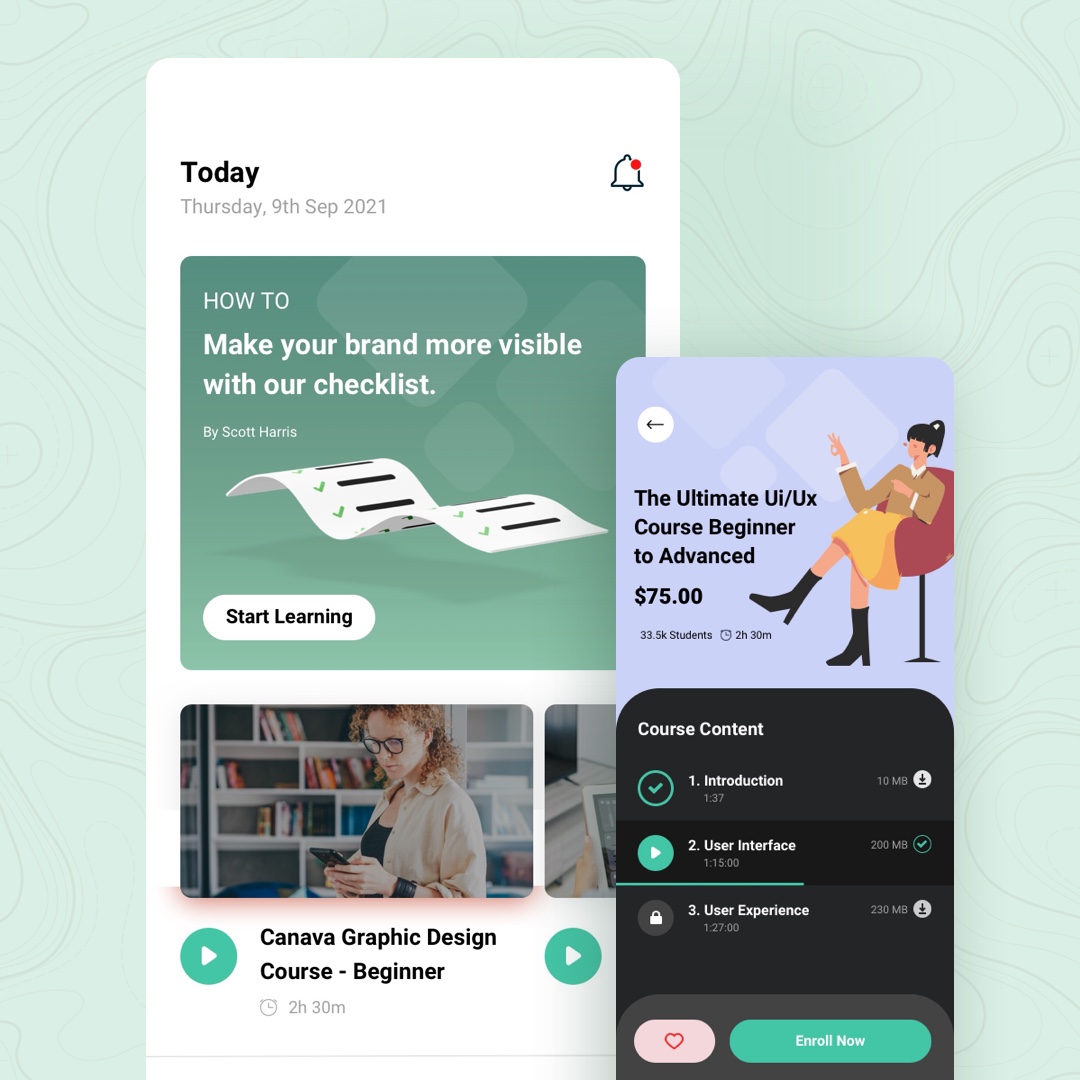 Today
Thursday, 9th Sep 2021
HOW TO
Make your brand more visible
with our checklist.
By Scott Harris
Start Learning
Canava Graphic Design
Course - Beginner
2h 30m
The Ultimate Ui/Ux
Course Beginner
to Advanced
$75.00
33.5k Students 2h 30m
Course Content
1. Introduction 10 MB
1:37
2. User Interface 200 MB
1:15:00
3. User Experience 230 MB
1:27:00
Enroll Now